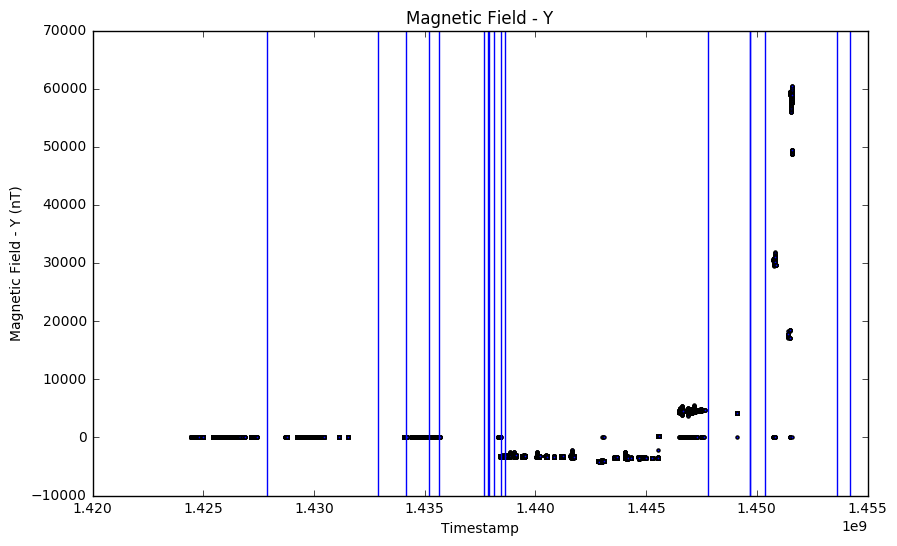 Magnetic Field - Y
70000
60000
50000
40000
30000
20000
10000
0
−10000
Magnetic Field - Y (nT)
1.420 1.425 1.430 1.435 1.440 1.445 1.450 1.455
1e9
Timestamp